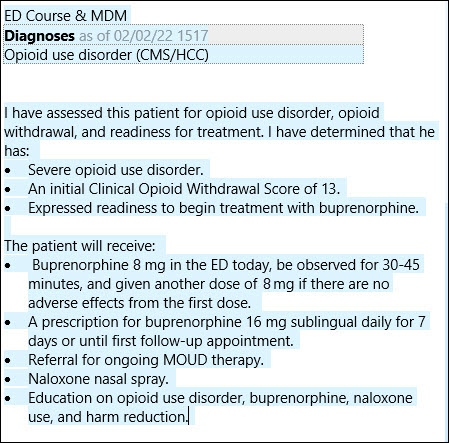 ED Course & MDM
Diagnoses as of 02/02/22 1517
Opioid use disorder (CMS/HCC)
I have assessed this patient for opioid use disorder, opioid
withdrawal, and readiness for treatment. I have determined that he
has:
• Severe opioid use disorder.
• An initial Clinical Opioid Withdrawal Score of 13.
• Expressed readiness to begin treatment with buprenorphine.
The patient will receive:
• Buprenorphine 8 mg in the ED today, be observed for 30-45
minutes, and given another dose of 8 mg if there are no
adverse effects from the first dose.
• A prescription for buprenorphine 16 mg sublingual daily for 7
days or until first follow-up appointment.
• Referral for ongoing MOUD therapy.
• Naloxone nasal spray.
• Education on opioid use disorder, buprenorphine, naloxone
use, and harm reduction.